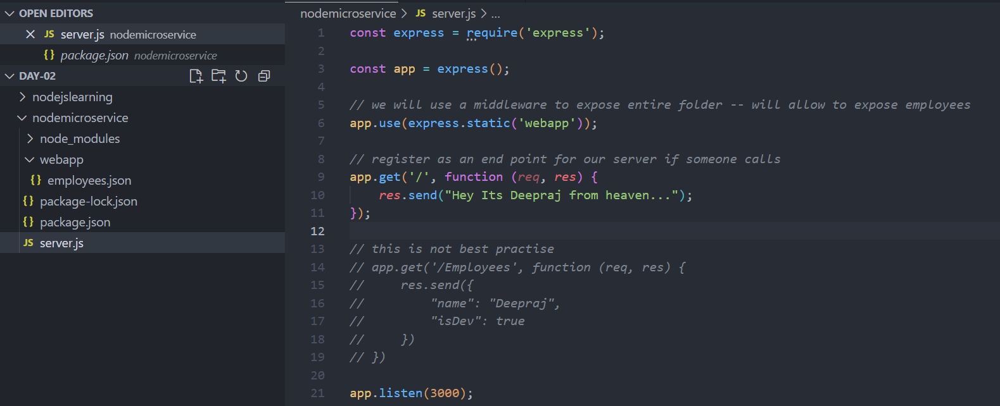 OPEN EDITORS
JS server.js nodemicroservice
{} package.json nodemicroservice
DAY-02
nodejslearning
nodemicroservice
node_modules
webapp
{} employees.json
{} package-lock.json
{} package.json
JS server.js
nodemicroservice > JS server.js > ...
1 const express = require('express');
2
3 const app = express();
4
5 // we will use a middleware to expose entire folder -- will allow to expose employees
6 app.use(express.static('webapp'));
7
8 // register as an end point for our server if someone calls
9 app.get('/', function (req, res) {
10     res.send("Hey Its Deepraj from heaven...");
11 });
12
13 // this is not best practise
14 // app.get('/Employees', function (req, res) {
15 //     res.send({
16 //         "name": "Deepraj",
17 //         "isDev": true
18 //     })
19 // })
20
21 app.listen(3000);